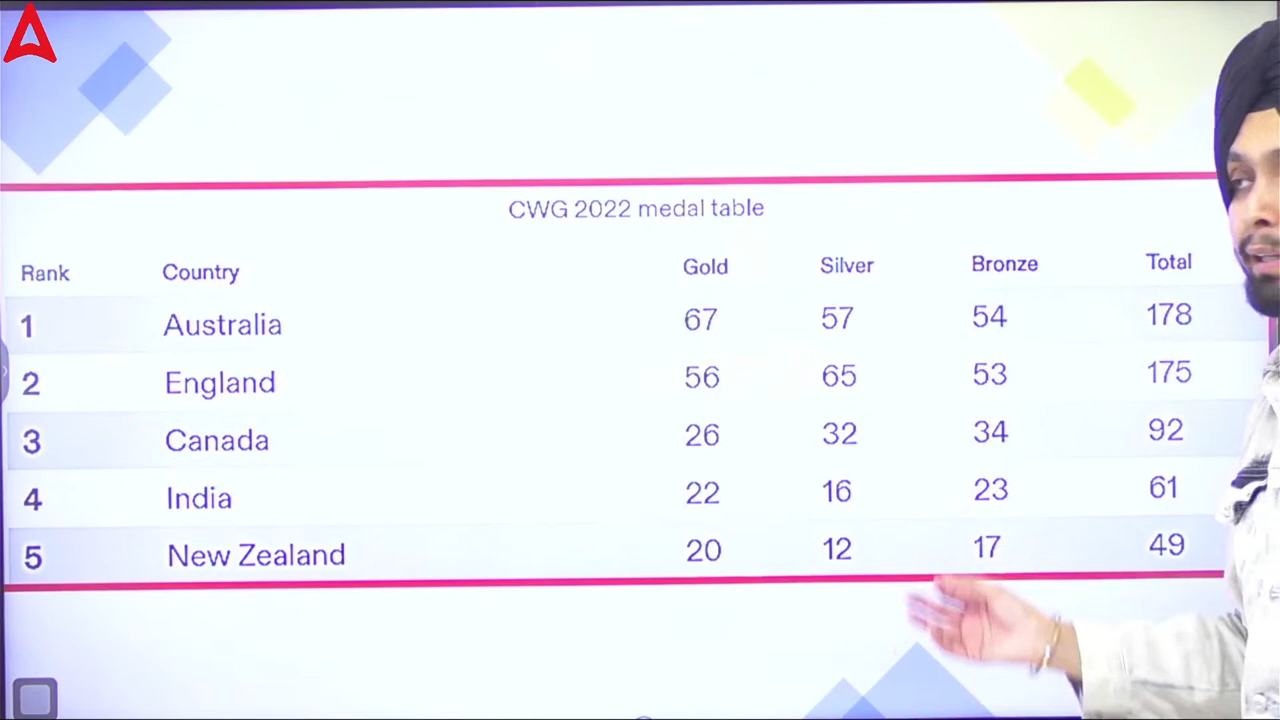 CWG 2022 medal table
Rank Country Gold Silver Bronze Total
1 Australia 67 57 54 178
2 England 56 65 53 175
3 Canada 26 32 34 92
4 India 22 16 23 61
5 New Zealand 20 12 17 49